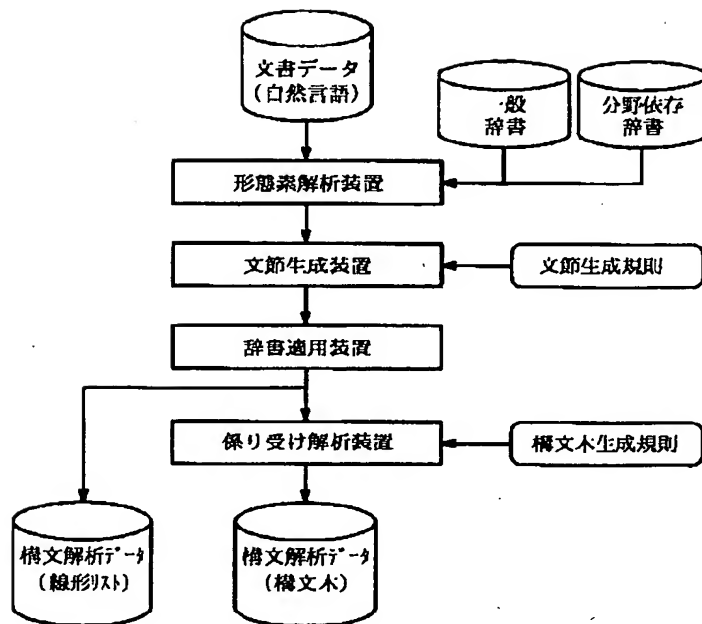 文書データ
(自然言語)
一般
辞書
分野依存
辞書
形態素解析装置
文節生成装置
文節生成規則
辞書適用装置
係り受け解析装置
構文木生成規則
構文解析データ
(線形リスト)
構文解析データ
(構文木)